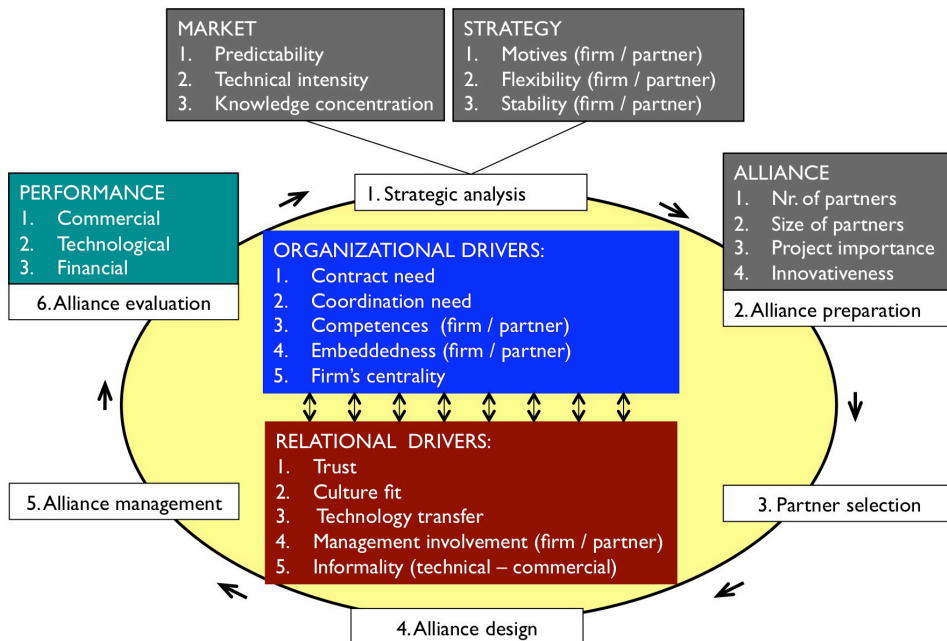 MARKET
1. Predictability
2. Technical intensity
3. Knowledge concentration
STRATEGY
1. Motives (firm / partner)
2. Flexibility (firm / partner)
3. Stability (firm / partner)
1. Strategic analysis
PERFORMANCE
1. Commercial
2. Technological
3. Financial
6. Alliance evaluation
ALLIANCE
1. Nr. of partners
2. Size of partners
3. Project importance
4. Innovativeness
2. Alliance preparation
ORGANIZATIONAL DRIVERS:
1. Contract need
2. Coordination need
3. Competences (firm / partner)
4. Embeddedness (firm / partner)
5. Firm's centrality
RELATIONAL DRIVERS:
1. Trust
2. Culture fit
3. Technology transfer
4. Management involvement (firm / partner)
5. Informality (technical – commercial)
5. Alliance management
3. Partner selection
4. Alliance design